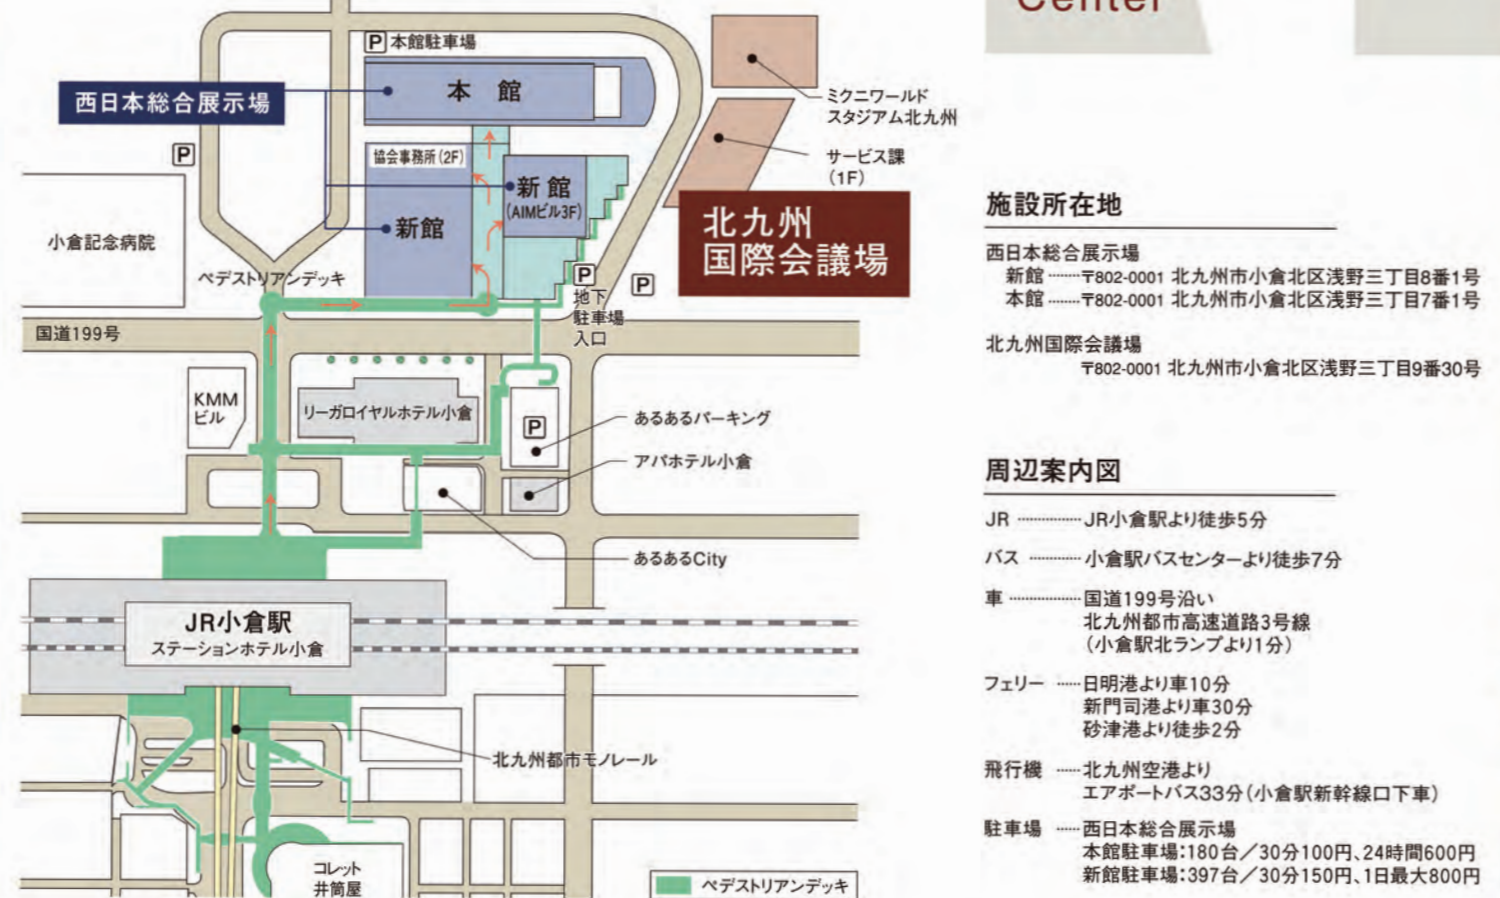 Center
P 本館駐車場
本館
西日本総合展示場
ミクニワールド
スタジアム北九州
P
協会事務所(2F)
サービス課
(1F)
新館
(AIMビル3F)
新館
小倉記念病院
北九州
国際会議場
ペデストリアンデッキ
P
地下
駐車場
入口
P
国道199号
KMM
ビル
リーガロイヤルホテル小倉
P
あるあるパーキング
アパホテル小倉
あるあるCity
JR小倉駅
ステーションホテル小倉
北九州都市モノレール
コレット
井筒屋
ペデストリアンデッキ
施設所在地
西日本総合展示場
新館……〒802-0001 北九州市小倉北区浅野三丁目8番1号
本館……〒802-0001 北九州市小倉北区浅野三丁目7番1号
北九州国際会議場
〒802-0001 北九州市小倉北区浅野三丁目9番30号
周辺案内図
JR…………JR小倉駅より徒歩5分
バス…………小倉駅バスセンターより徒歩7分
車…………国道199号沿い
北九州都市高速道路3号線
(小倉駅北ランプより1分)
フェリー……日明港より車10分
新門司港より車30分
砂津港より徒歩2分
飛行機……北九州空港より
エアポートバス33分(小倉駅新幹線口下車)
駐車場……西日本総合展示場
本館駐車場:180台/30分100円、24時間600円
新館駐車場:397台/30分150円、1日最大800円